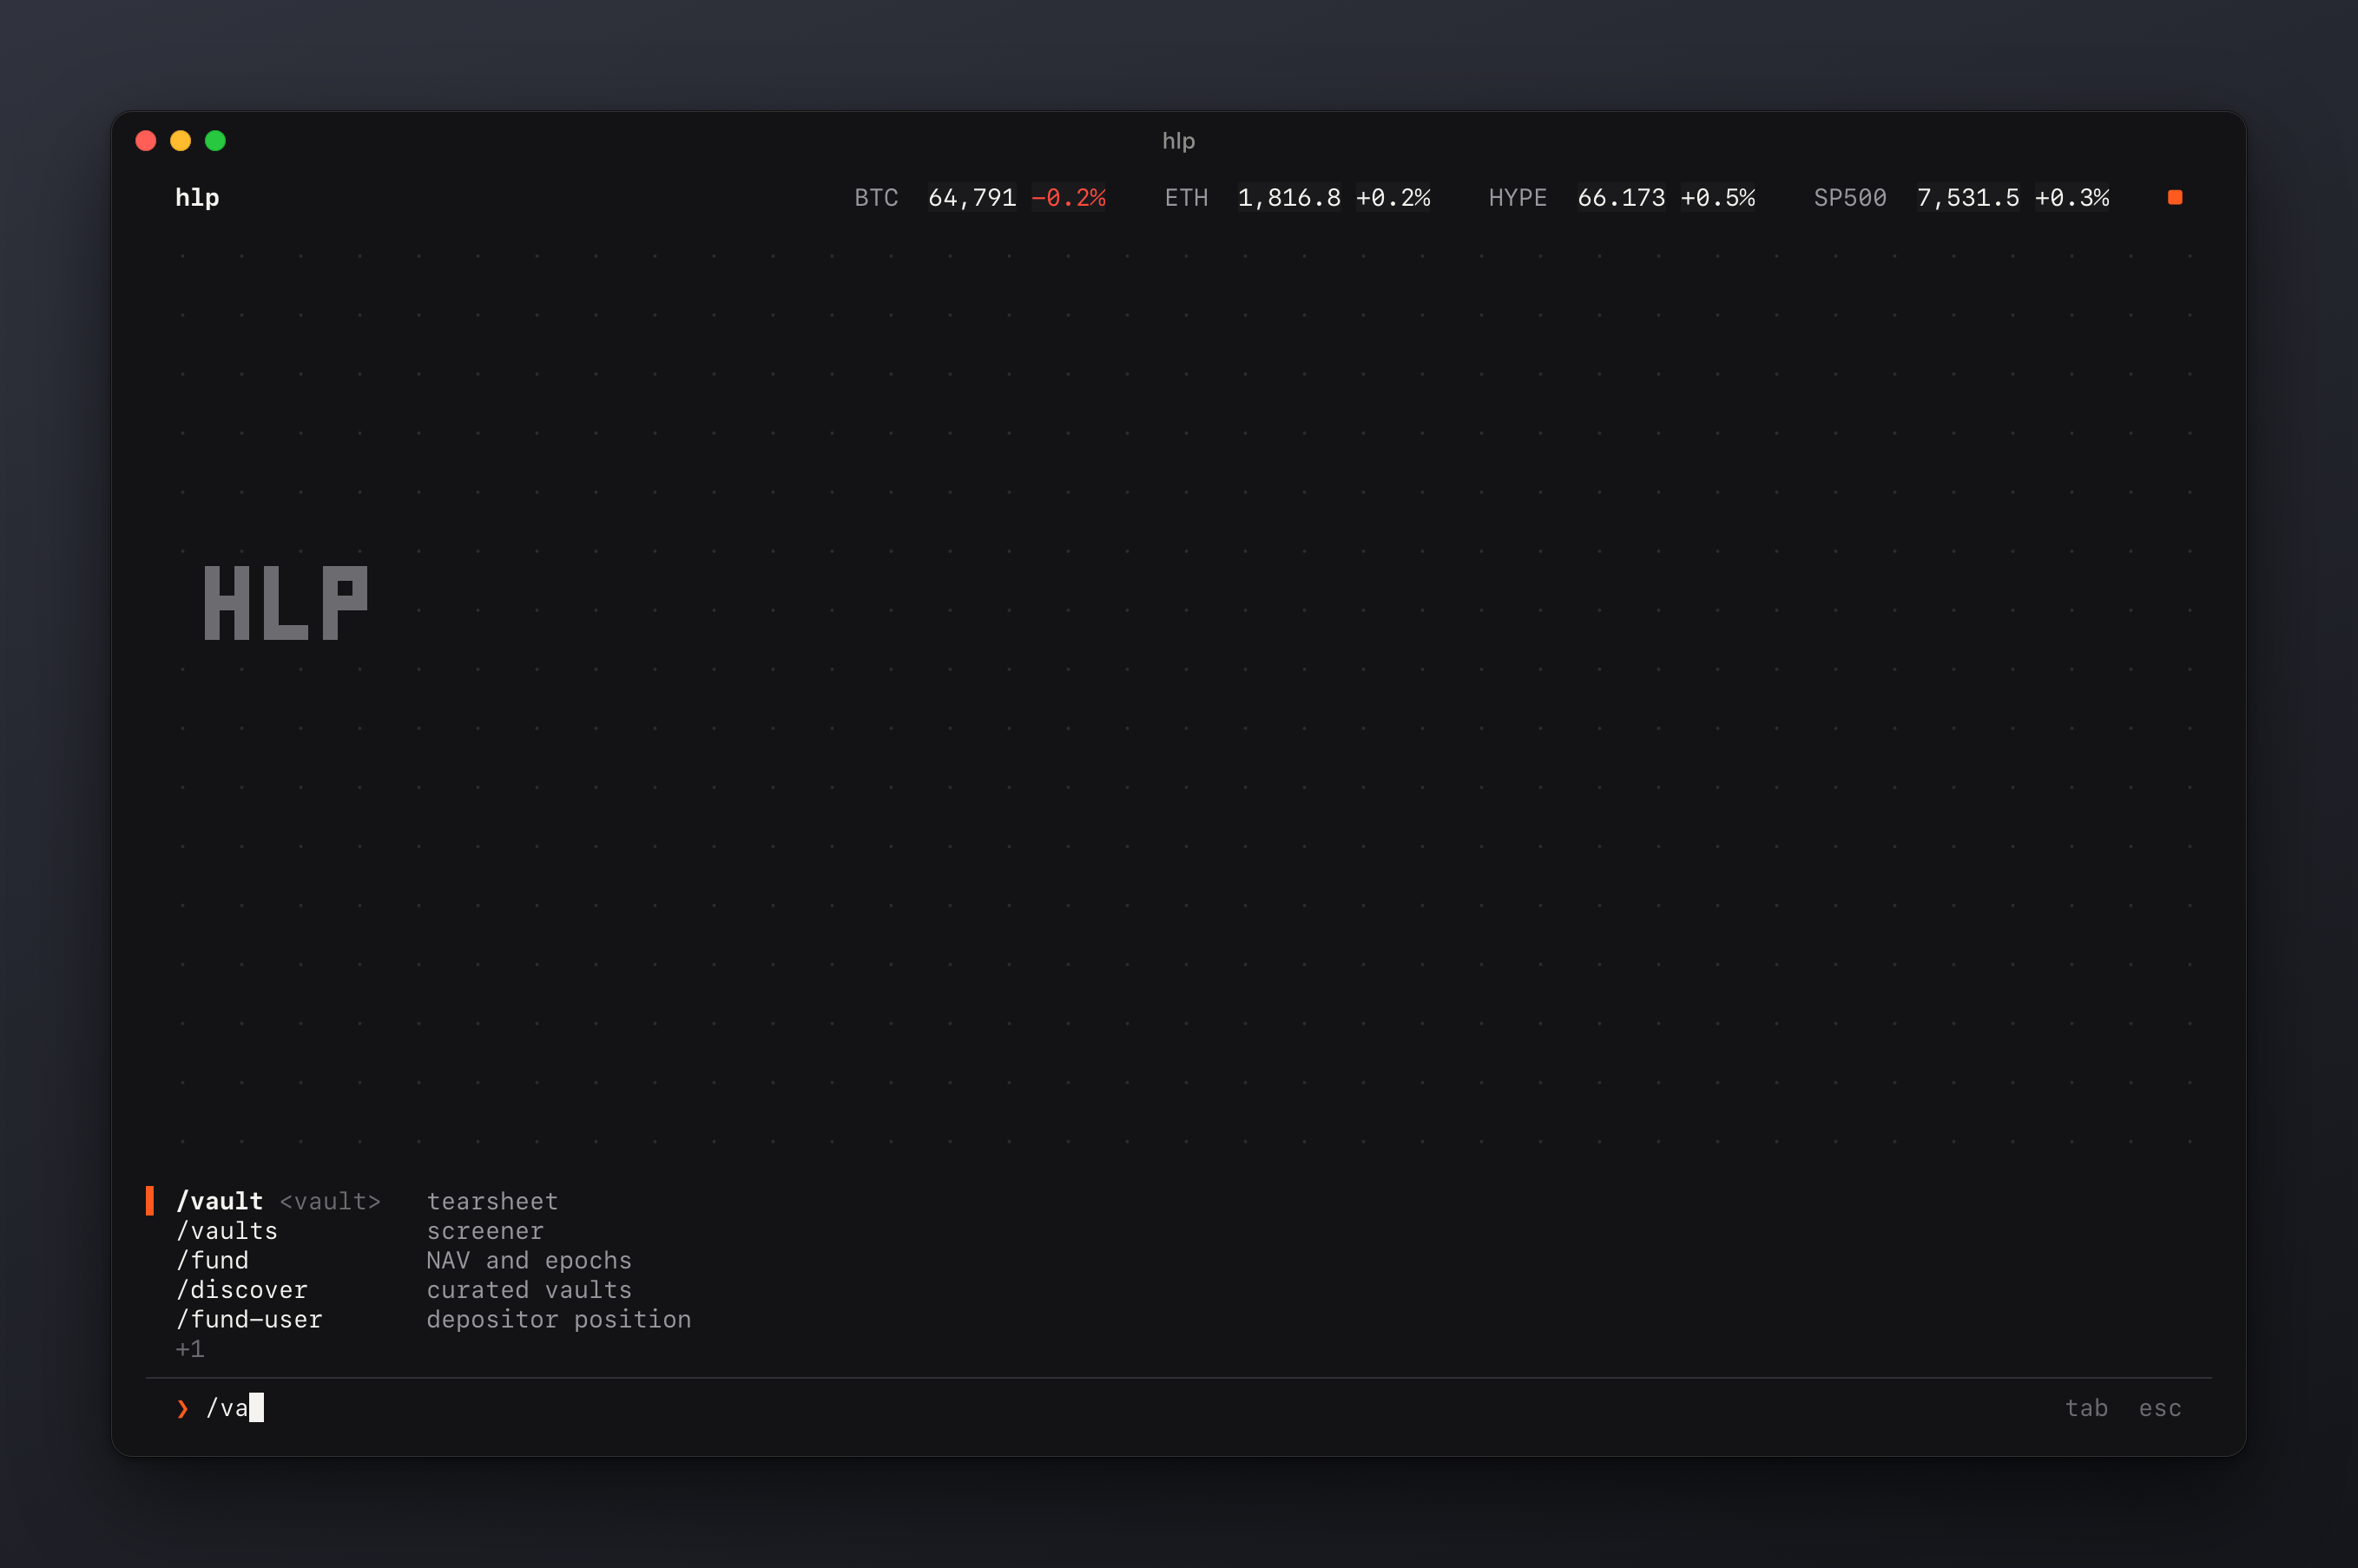 hlp
hlp BTC 64,791 −0.2% ETH 1,816.8 +0.2% HYPE 66.173 +0.5% SP500 7,531.5 +0.3%
HLP
/vault <vault> tearsheet
/vaults screener
/fund NAV and epochs
/discover curated vaults
/fund-user depositor position
+1
❯ /va tab esc